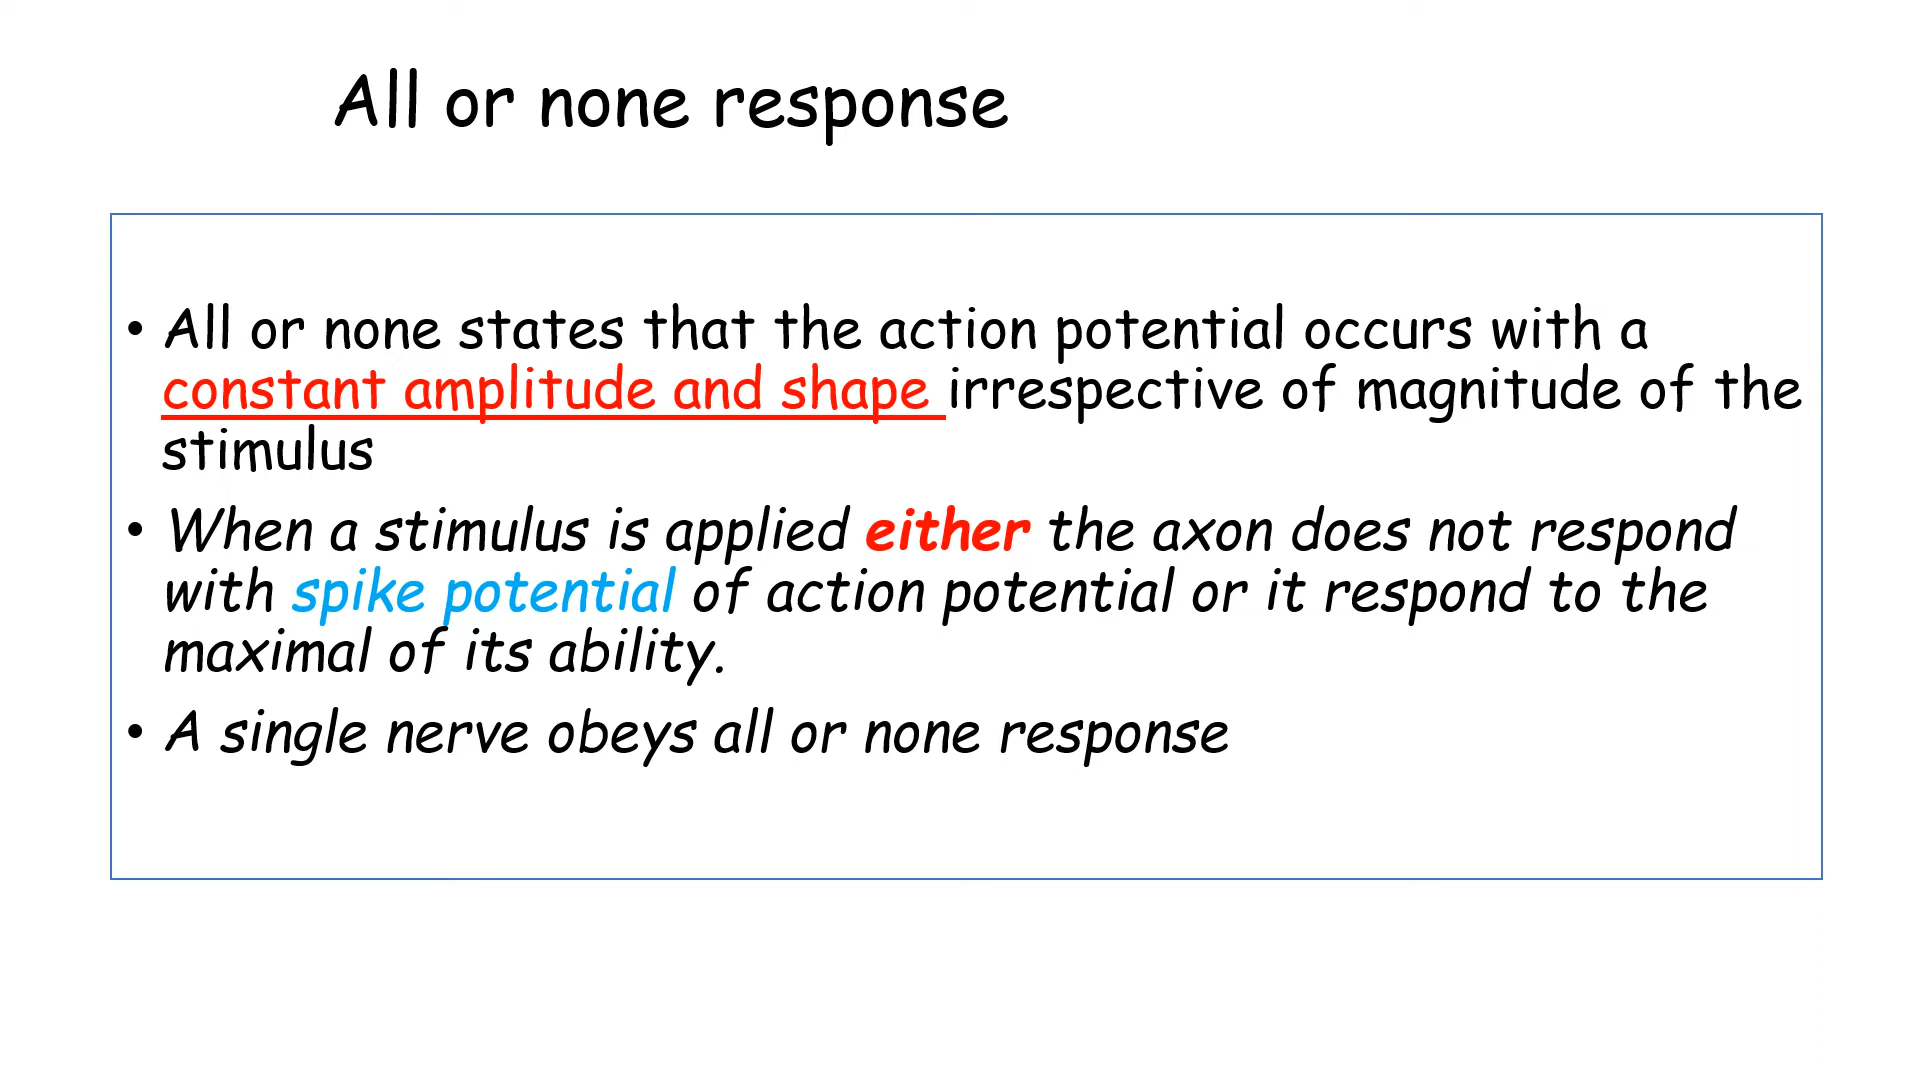 All or none response
• All or none states that the action potential occurs with a
constant amplitude and shape irrespective of magnitude of the
stimulus
• When a stimulus is applied either the axon does not respond
with spike potential of action potential or it respond to the
maximal of its ability.
• A single nerve obeys all or none response